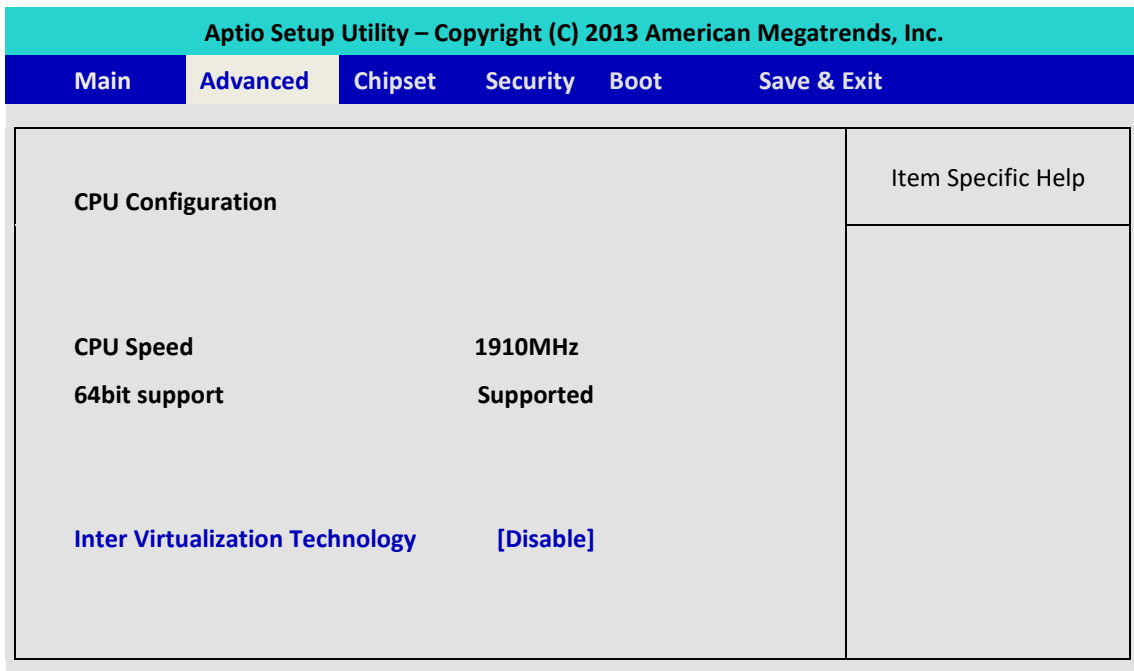 Aptio Setup Utility – Copyright (C) 2013 American Megatrends, Inc.
Main Advanced Chipset Security Boot Save & Exit
CPU Configuration
Item Specific Help
CPU Speed 1910MHz
64bit support Supported
Inter Virtualization Technology [Disable]